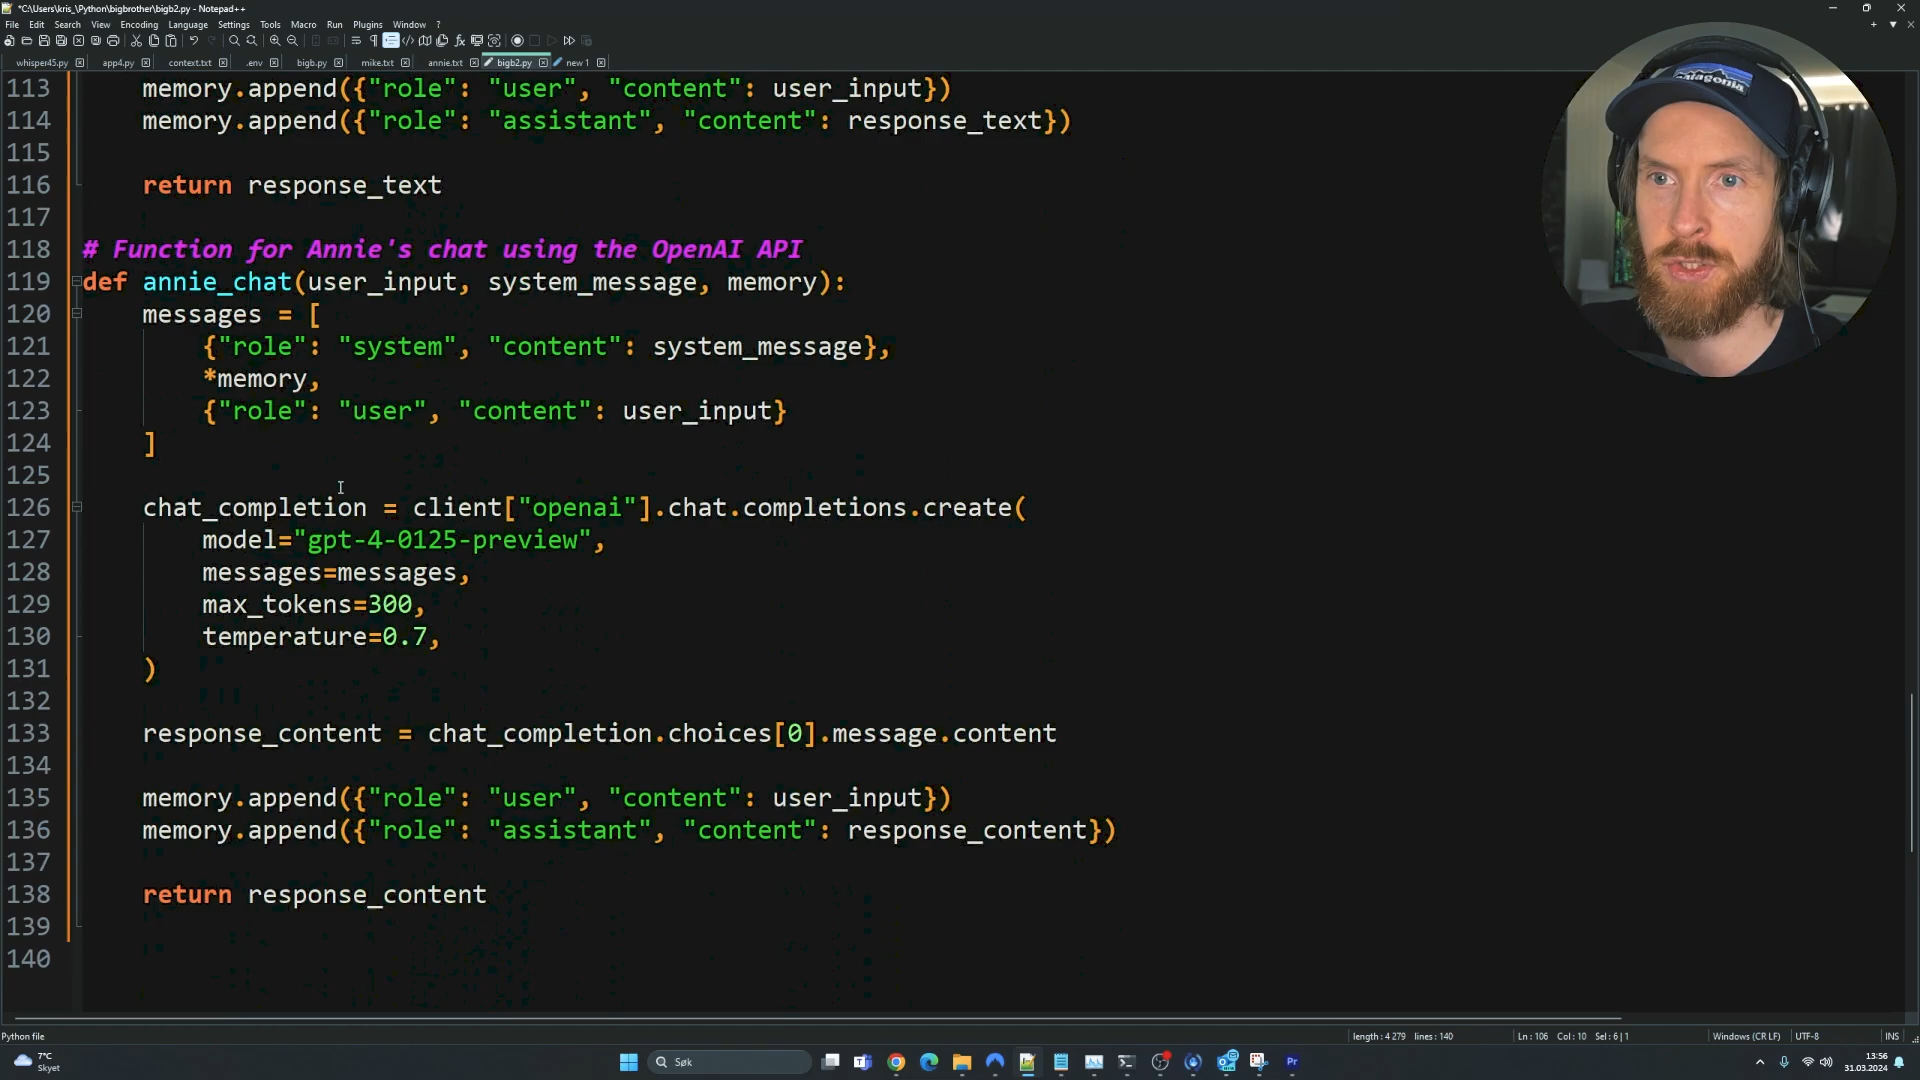 *C:\Users\kris_\Python\bigbrother\bigb2.py - Notepad++
File Edit Search View Encoding Language Settings Tools Macro Run Plugins Window ?
whisper45.py app4.py context.txt .env bigb.py mike.txt annie.txt bigb2.py new 1
113 memory.append({"role": "user", "content": user_input})
114 memory.append({"role": "assistant", "content": response_text})
115
116 return response_text
117
118 # Function for Annie's chat using the OpenAI API
119 def annie_chat(user_input, system_message, memory):
120 messages = [
121 {"role": "system", "content": system_message},
122 *memory,
123 {"role": "user", "content": user_input}
124 ]
125
126 chat_completion = client["openai"].chat.completions.create(
127 model="gpt-4-0125-preview",
128 messages=messages,
129 max_tokens=300,
130 temperature=0.7,
131 )
132
133 response_content = chat_completion.choices[0].message.content
134
135 memory.append({"role": "user", "content": user_input})
136 memory.append({"role": "assistant", "content": response_content})
137
138 return response_content
139
140
patagonia
Python file length : 4 279 lines : 140 Ln : 106 Col : 10 Sel : 6 | 1 Windows (CR LF) UTF-8 INS
7°C
Skyet
Søk
Pr
13:56
31.03.2024